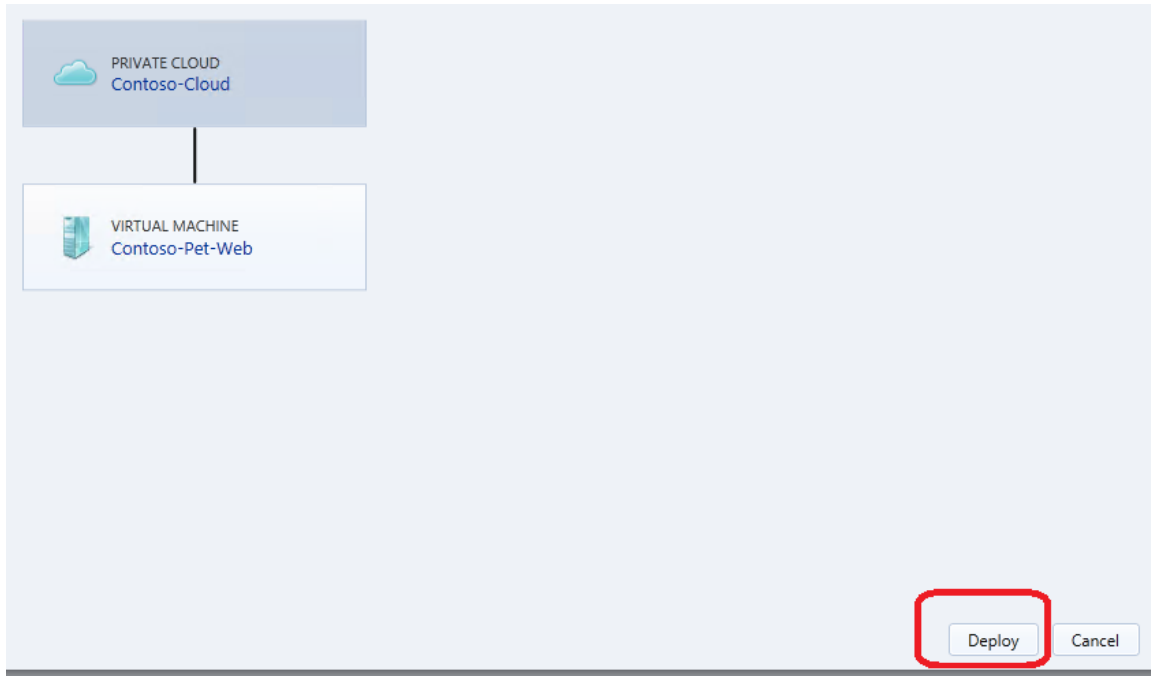 PRIVATE CLOUD
Contoso-Cloud
VIRTUAL MACHINE
Contoso-Pet-Web
Deploy
Cancel